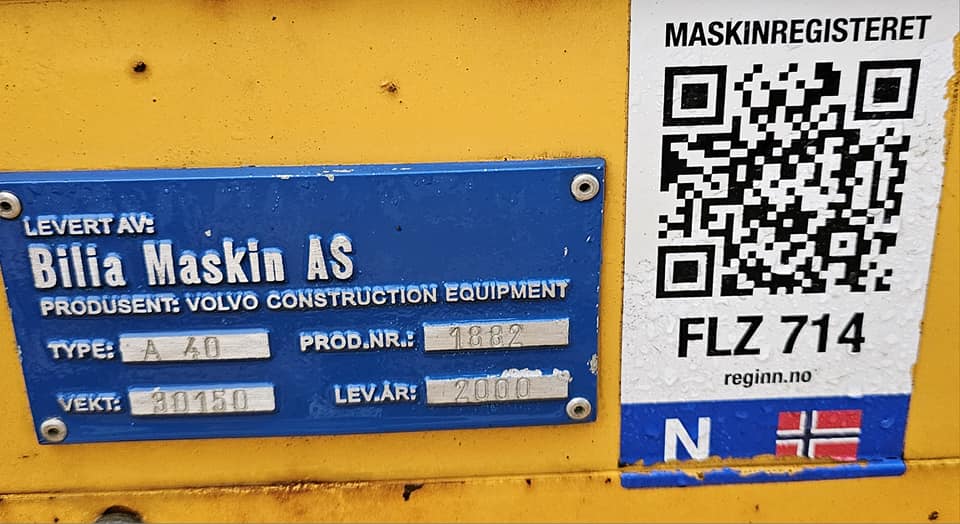 LEVERT AV:
Bilia Maskin AS
PRODUSENT: VOLVO CONSTRUCTION EQUIPMENT
TYPE: A 40
PROD.NR.: 1882
VEKT: 30150
LEV.ÅR: 2000
MASKINREGISTERET
FLZ 714
reginn.no
N